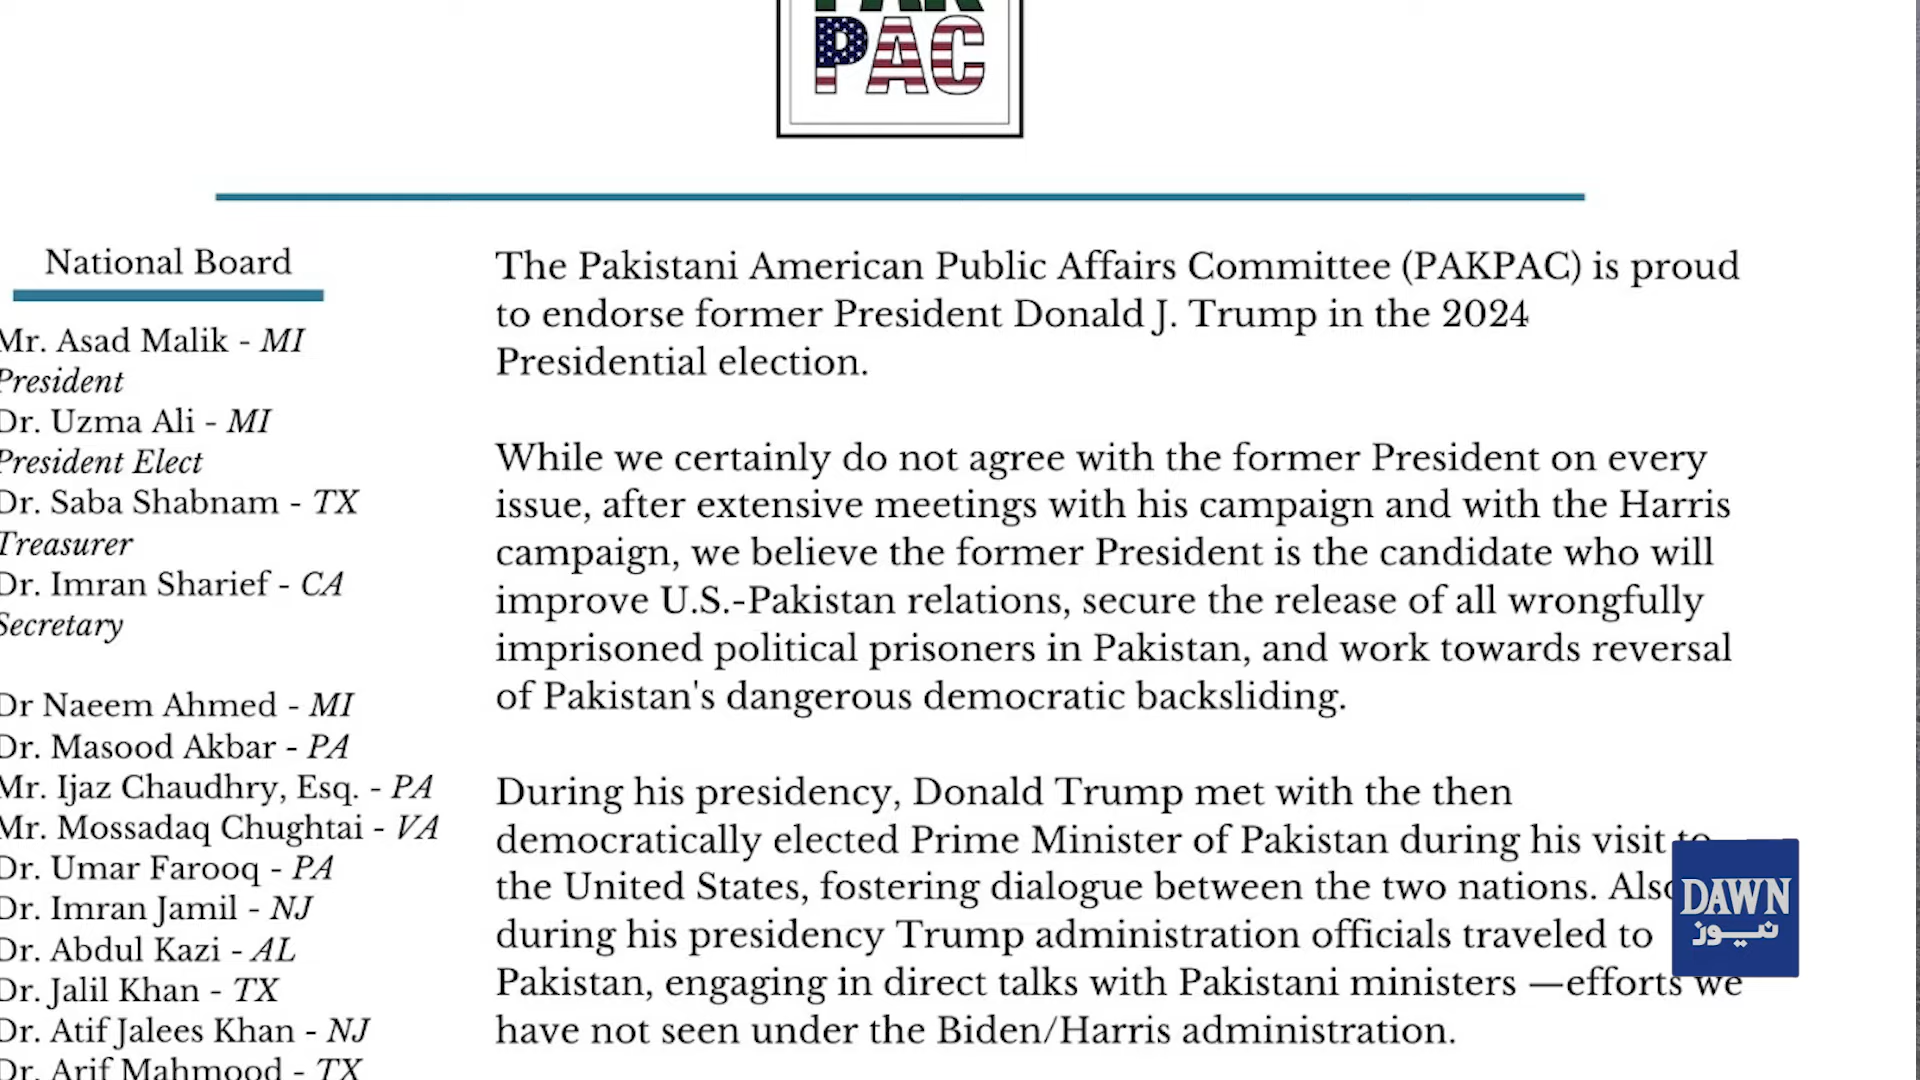 PAK
PAC
National Board
Mr. Asad Malik - MI
President
Dr. Uzma Ali - MI
President Elect
Dr. Saba Shabnam - TX
Treasurer
Dr. Imran Sharief - CA
Secretary
Dr Naeem Ahmed - MI
Dr. Masood Akbar - PA
Mr. Ijaz Chaudhry, Esq. - PA
Mr. Mossadaq Chughtai - VA
Dr. Umar Farooq - PA
Dr. Imran Jamil - NJ
Dr. Abdul Kazi - AL
Dr. Jalil Khan - TX
Dr. Atif Jalees Khan - NJ
Dr. Arif Mahmood - TX
The Pakistani American Public Affairs Committee (PAKPAC) is proud
to endorse former President Donald J. Trump in the 2024
Presidential election.
While we certainly do not agree with the former President on every
issue, after extensive meetings with his campaign and with the Harris
campaign, we believe the former President is the candidate who will
improve U.S.-Pakistan relations, secure the release of all wrongfully
imprisoned political prisoners in Pakistan, and work towards reversal
of Pakistan's dangerous democratic backsliding.
During his presidency, Donald Trump met with the then
democratically elected Prime Minister of Pakistan during his visit to
the United States, fostering dialogue between the two nations. Also
during his presidency Trump administration officials traveled to
Pakistan, engaging in direct talks with Pakistani ministers —efforts we
have not seen under the Biden/Harris administration.
DAWN
نیوز